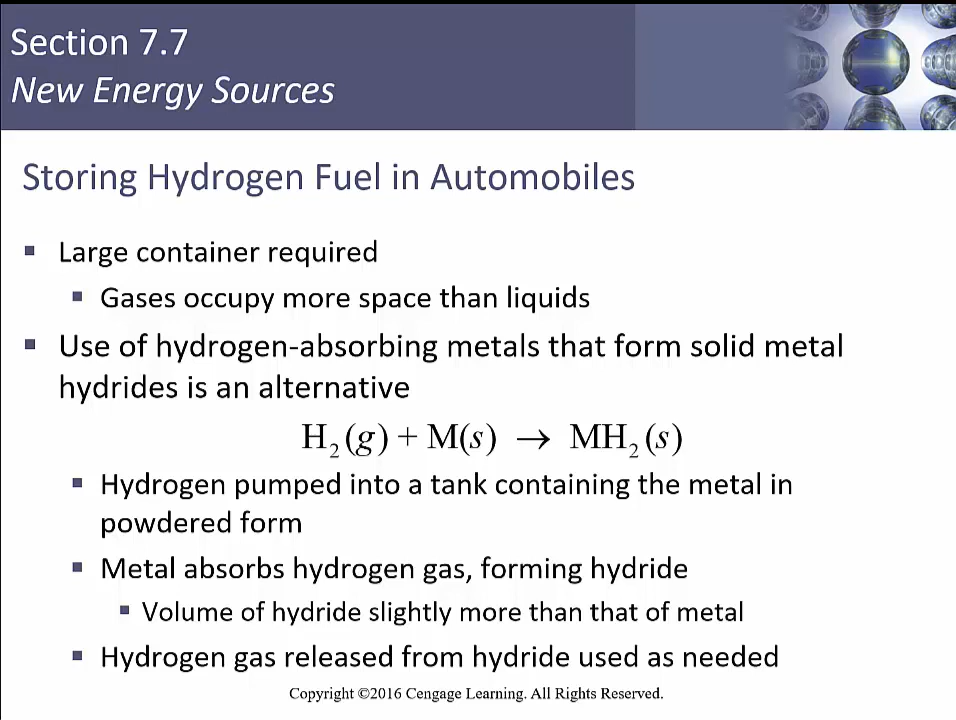 Section 7.7
New Energy Sources
Storing Hydrogen Fuel in Automobiles
▪ Large container required
▪ Gases occupy more space than liquids
▪ Use of hydrogen-absorbing metals that form solid metal
hydrides is an alternative
H₂(g) + M(s) → MH₂(s)
▪ Hydrogen pumped into a tank containing the metal in
powdered form
▪ Metal absorbs hydrogen gas, forming hydride
▪ Volume of hydride slightly more than that of metal
▪ Hydrogen gas released from hydride used as needed
Copyright ©2016 Cengage Learning. All Rights Reserved.